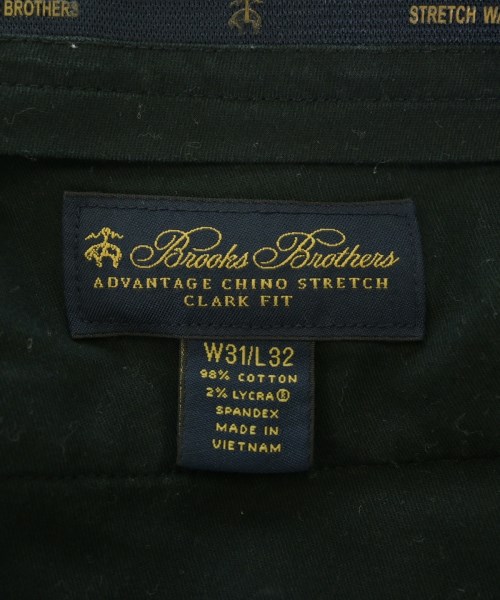 BROTHERS
STRETCH WA
Brooks Brothers
ADVANTAGE CHINO STRETCH
CLARK FIT
W31/L32
98% COTTON
2% LYCRA®
SPANDEX
MADE IN
VIETNAM